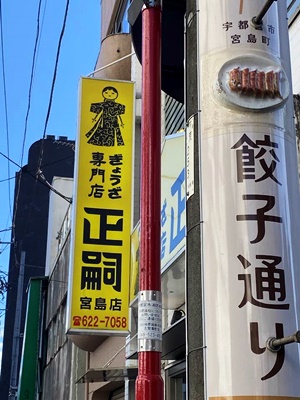 ぎょうざ
専門店
正嗣
宮島店
☎622-7058
宇都宮市
宮島町
餃子通り